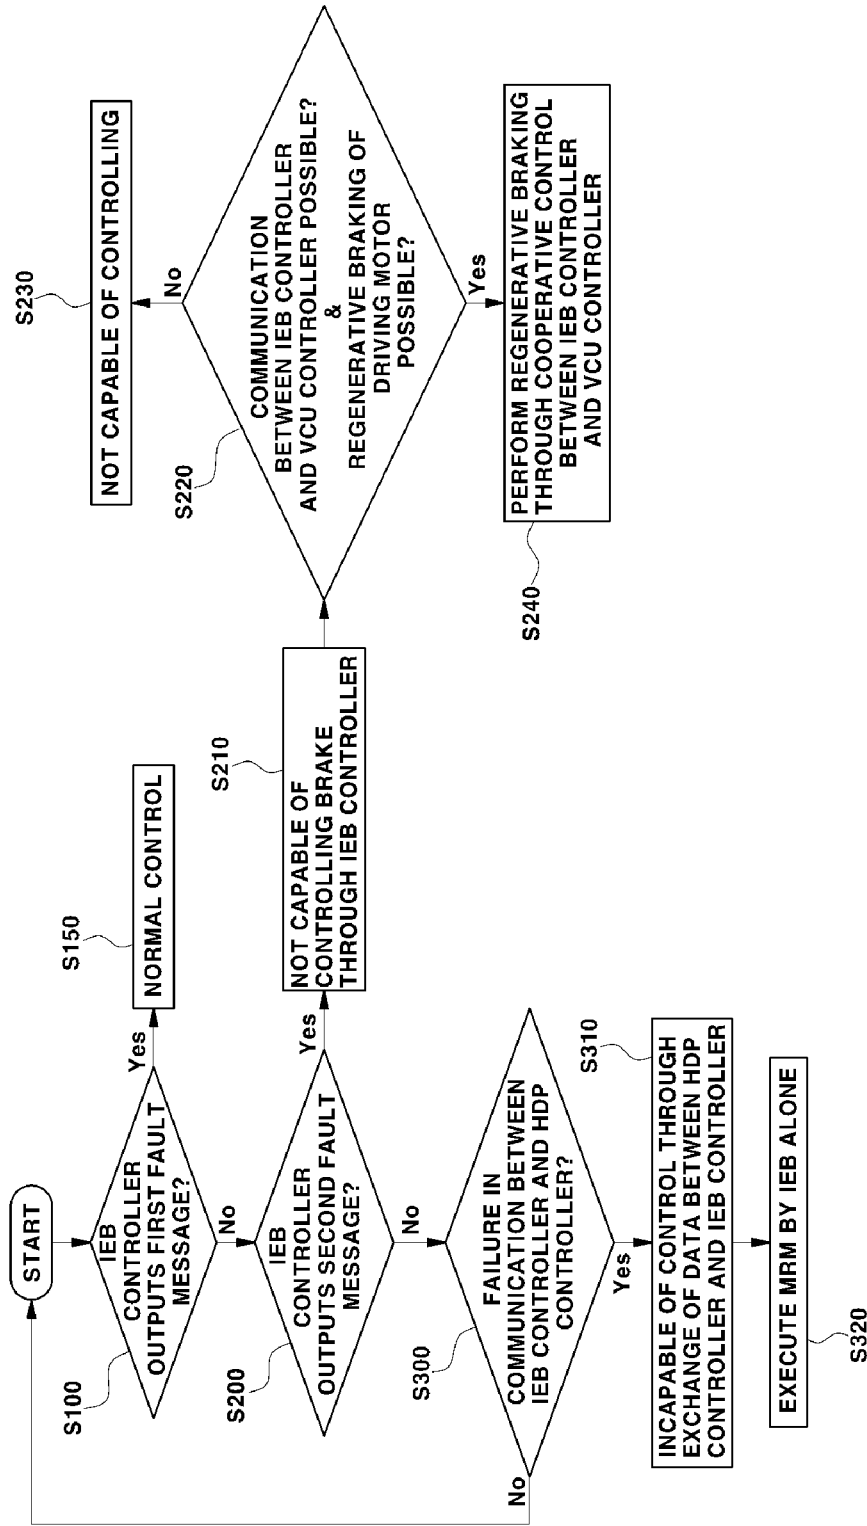 START
S100
IEB
CONTROLLER
OUTPUTS FIRST FAULT
MESSAGE?
Yes
S150
NORMAL CONTROL
No
S200
IEB
CONTROLLER
OUTPUTS SECOND FAULT
MESSAGE?
Yes
S210
NOT CAPABLE OF
CONTROLLING BRAKE
THROUGH IEB CONTROLLER
S220
COMMUNICATION
BETWEEN IEB CONTROLLER
AND VCU CONTROLLER POSSIBLE?
&
REGENERATIVE BRAKING OF
DRIVING MOTOR
POSSIBLE?
No
S230
NOT CAPABLE OF CONTROLLING
Yes
S240
PERFORM REGENERATIVE BRAKING
THROUGH COOPERATIVE CONTROL
BETWEEN IEB CONTROLLER
AND VCU CONTROLLER
No
S300
FAILURE IN
COMMUNICATION BETWEEN
IEB CONTROLLER AND HDP
CONTROLLER?
No
Yes
S310
INCAPABLE OF CONTROL THROUGH
EXCHANGE OF DATA BETWEEN HDP
CONTROLLER AND IEB CONTROLLER
S320
EXECUTE MRM BY IEB ALONE